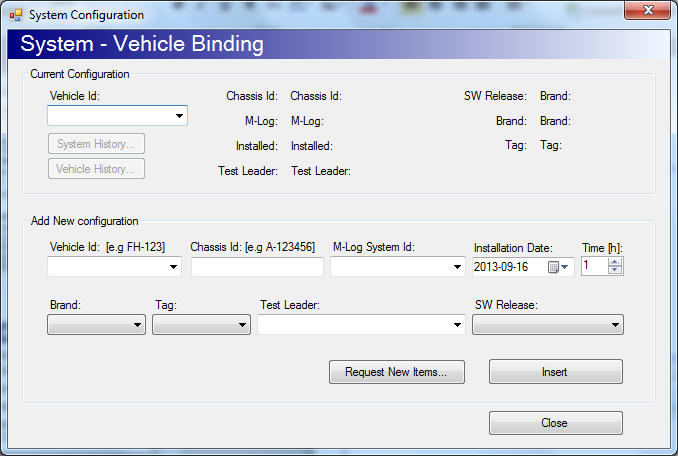 System Configuration
System - Vehicle Binding
Current Configuration
Vehicle Id:
Chassis Id: Chassis Id:
SW Release: Brand:
M-Log: M-Log:
Brand: Brand:
System History...
Installed: Installed:
Tag: Tag:
Vehicle History...
Test Leader: Test Leader:
Add New configuration
Vehicle Id: [e.g FH-123] Chassis Id: [e.g A-123456] M-Log System Id: Installation Date: Time [h]:
2013-09-16 1
Brand: Tag: Test Leader: SW Release:
Request New Items... Insert
Close